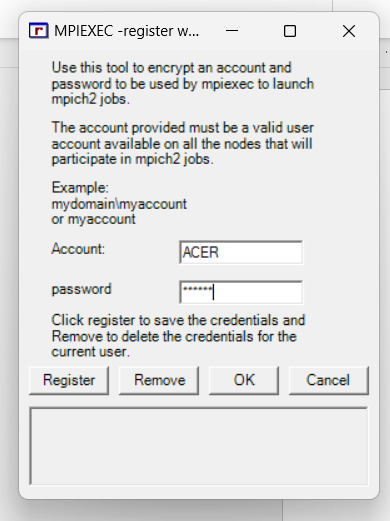 MPIEXEC -register w...
Use this tool to encrypt an account and
password to be used by mpiexec to launch
mpich2 jobs.
The account provided must be a valid user
account available on all the nodes that will
participate in mpich2 jobs.
Example:
mydomain\myaccount
or myaccount
Account:
ACER
password
******
Click register to save the credentials and
Remove to delete the credentials for the
current user.
Register
Remove
OK
Cancel